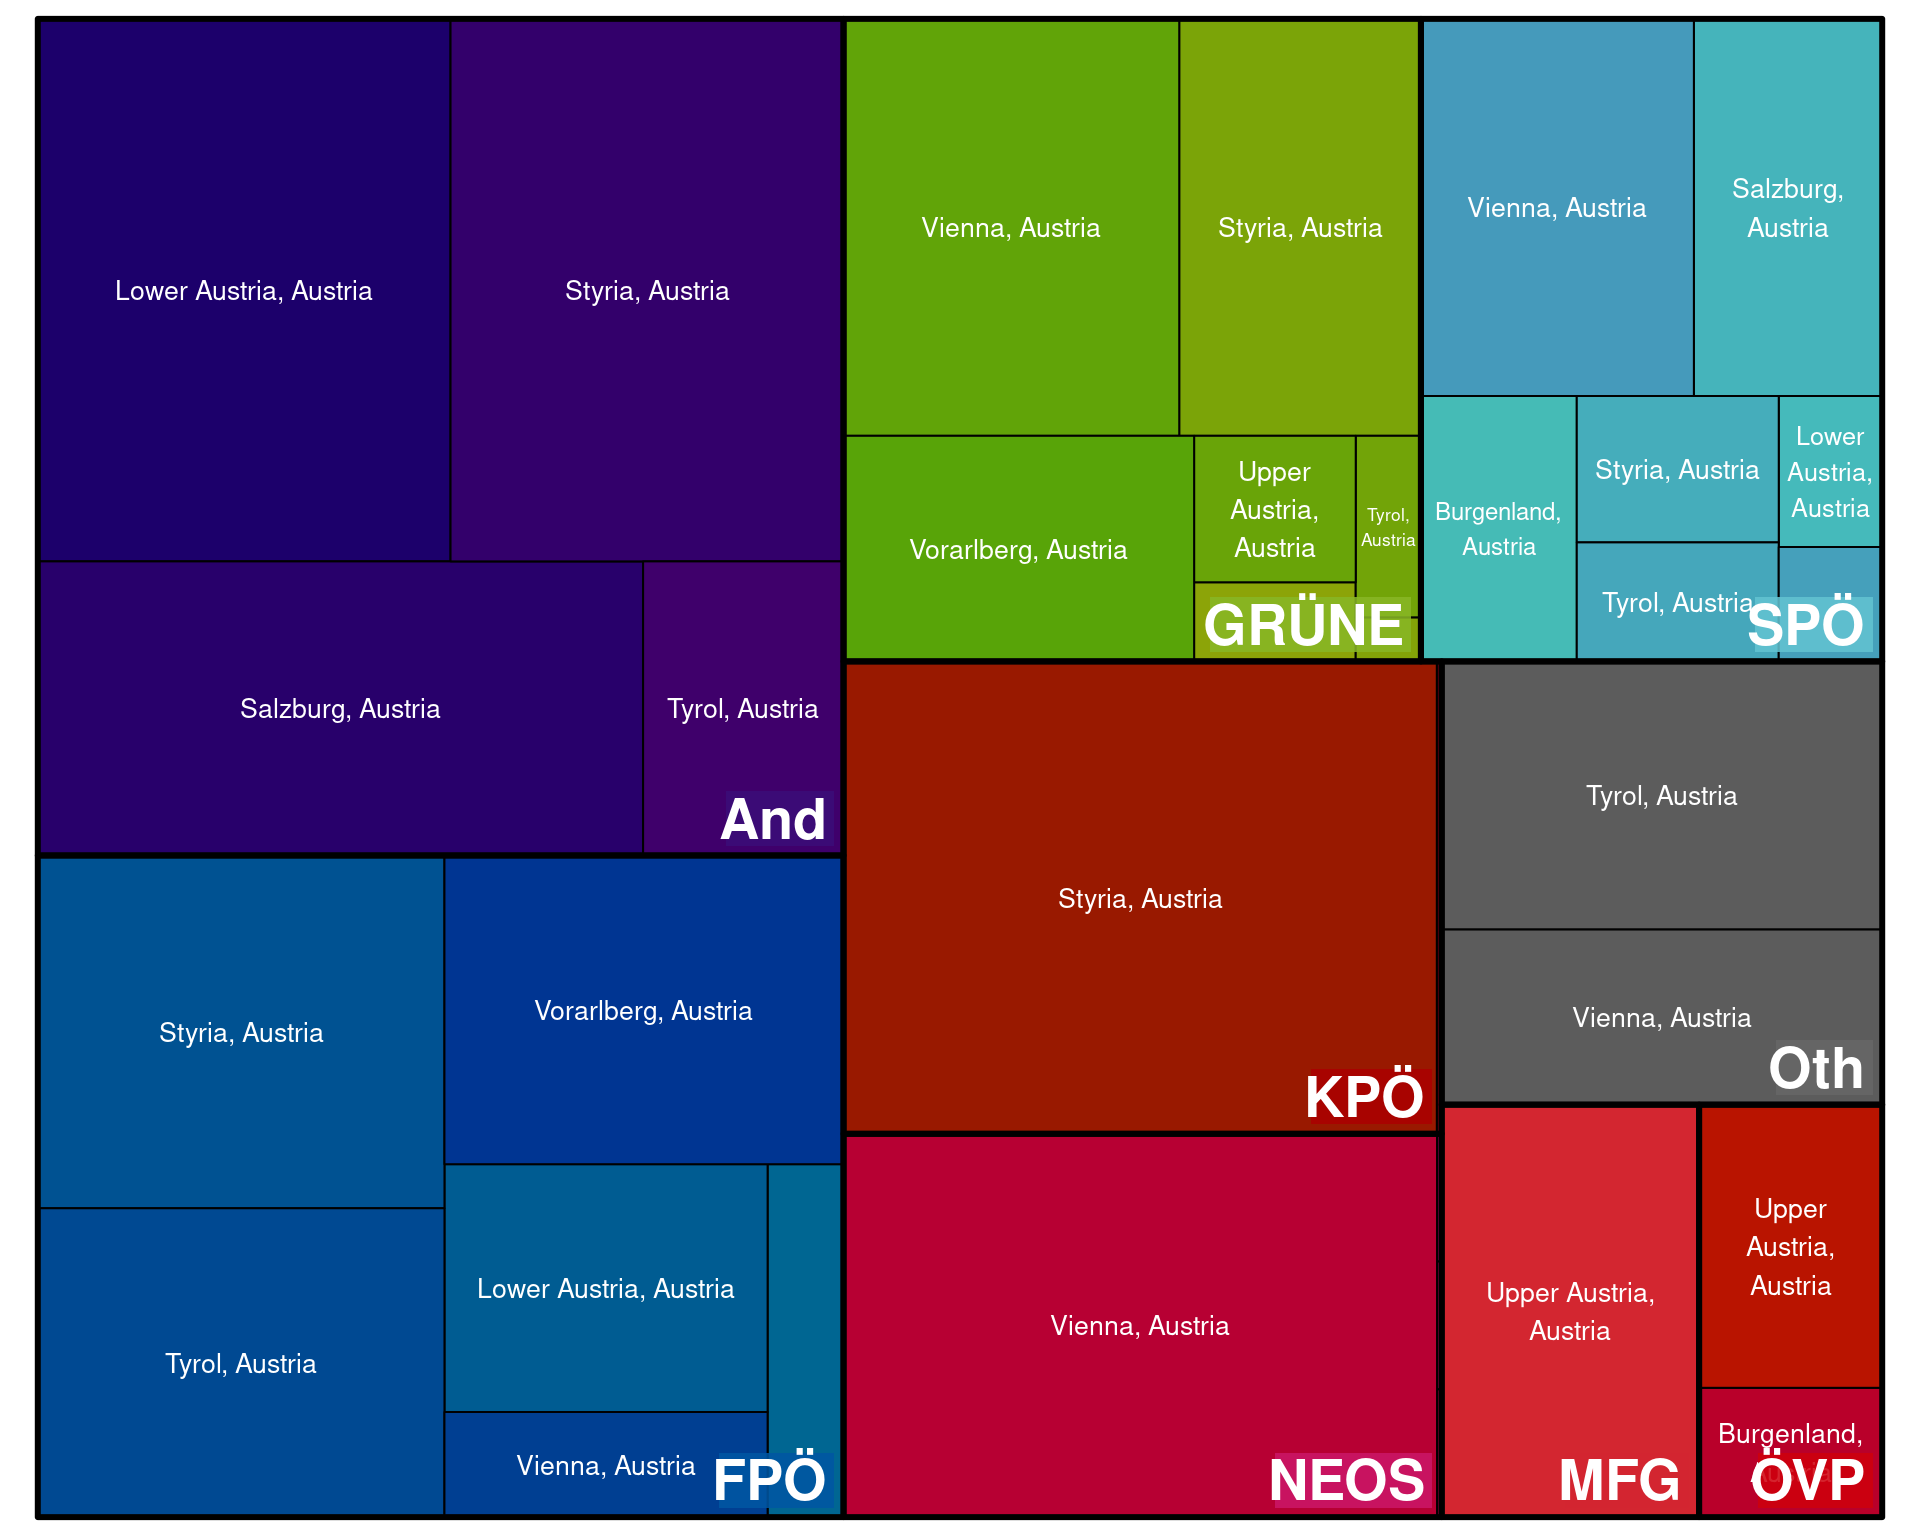 Lower Austria, Austria
Styria, Austria
Salzburg, Austria
Tyrol, Austria
And
Styria, Austria
Vorarlberg, Austria
Tyrol, Austria
Lower Austria, Austria
Vienna, Austria
FPÖ
Vienna, Austria
Styria, Austria
Vorarlberg, Austria
Upper
Austria,
Austria
Tyrol,
Austria
GRÜNE
Vienna, Austria
Salzburg,
Austria
Burgenland,
Austria
Styria, Austria
Lower
Austria,
Austria
Tyrol, Austria
SPÖ
Styria, Austria
KPÖ
Tyrol, Austria
Vienna, Austria
Oth
Vienna, Austria
NEOS
Upper Austria,
Austria
MFG
Upper
Austria,
Austria
Burgenland,
ÖVP